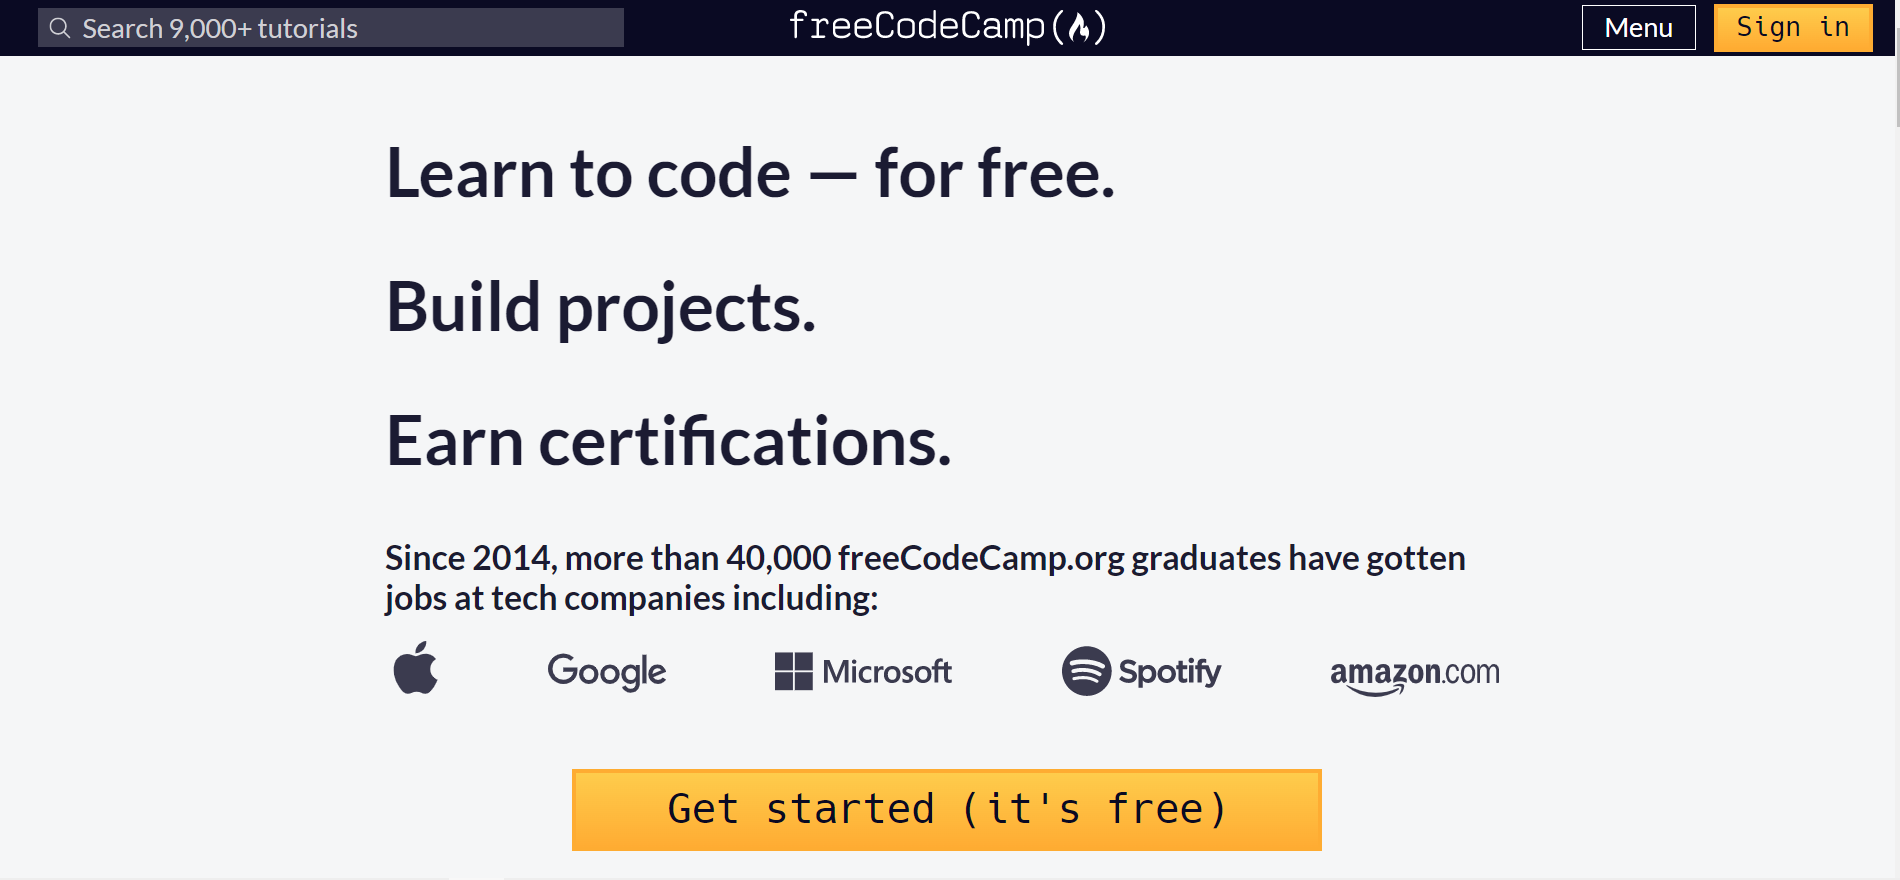 Search 9,000+ tutorials
freeCodeCamp(🔥)
Menu
Sign in
Learn to code — for free.
Build projects.
Earn certifications.
Since 2014, more than 40,000 freeCodeCamp.org graduates have gotten
jobs at tech companies including:
Google
Microsoft
Spotify
amazon.com
Get started (it's free)